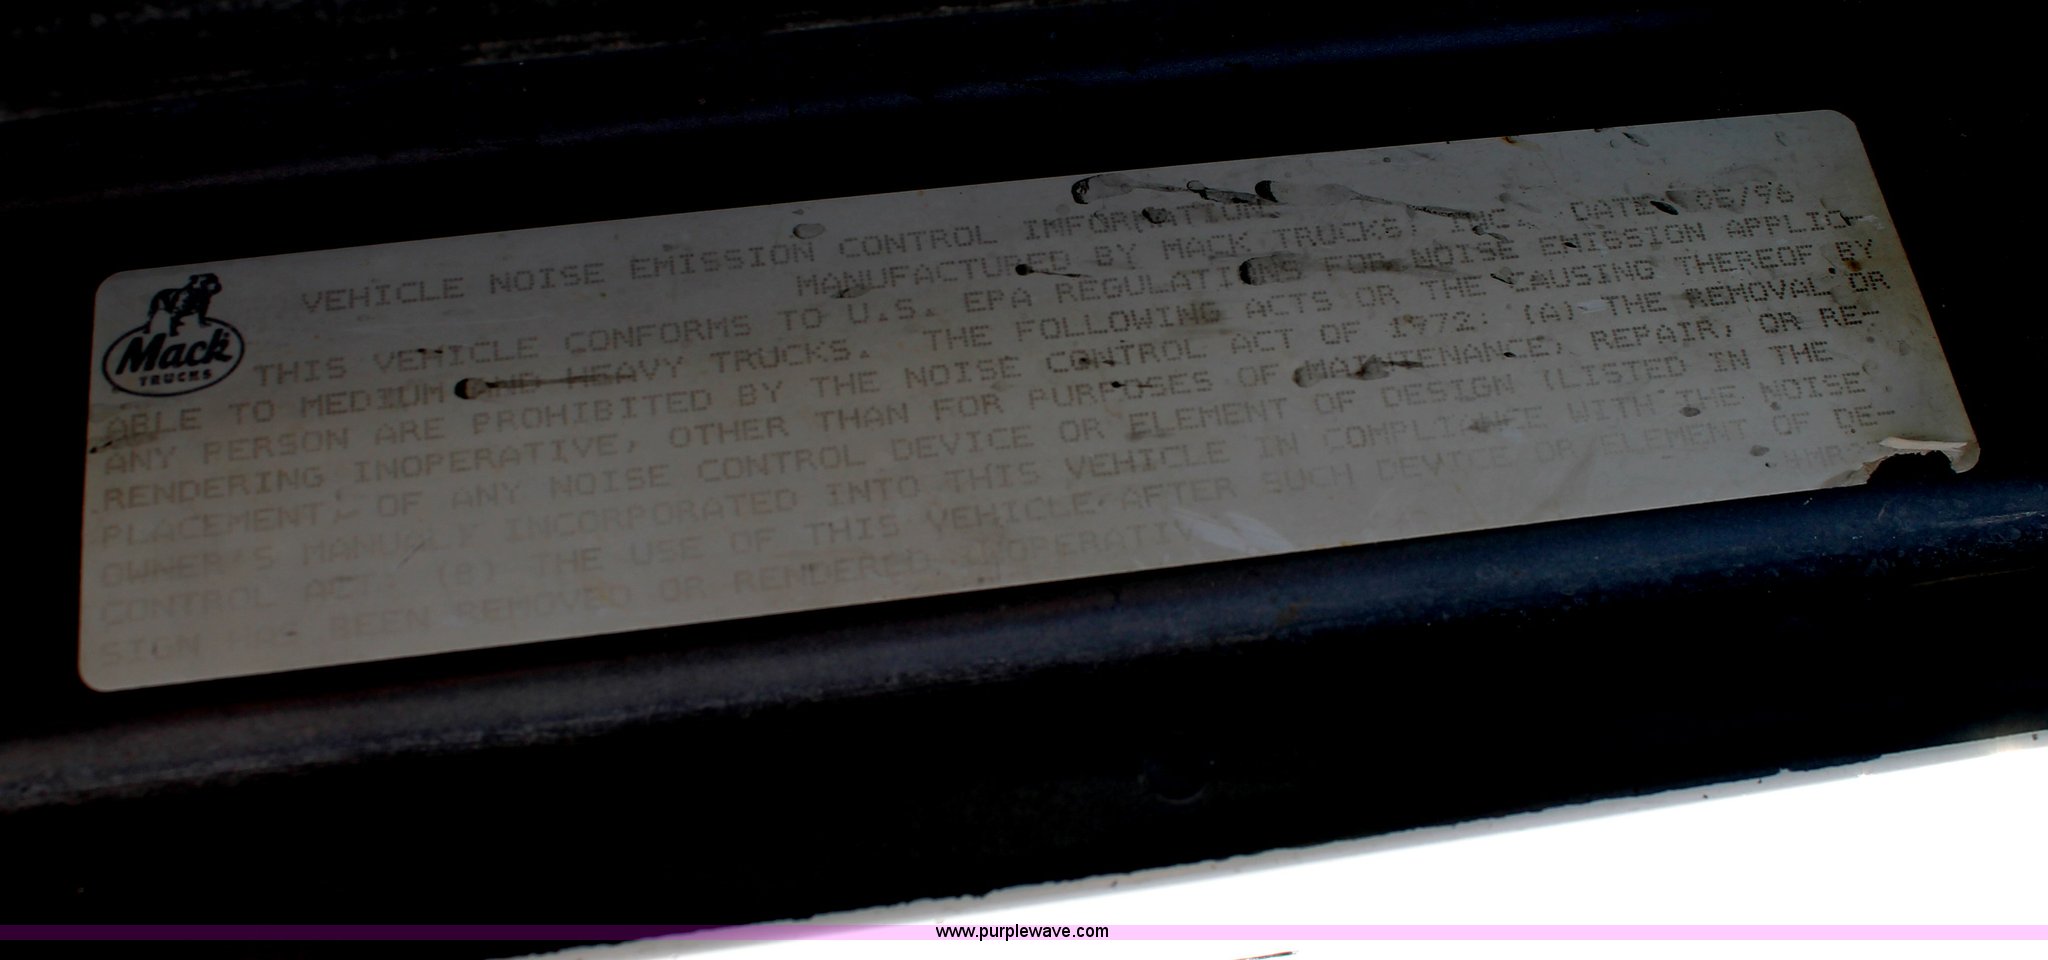 Mack
TRUCKS
VEHICLE NOISE EMISSION CONTROL INFORMATION
MANUFACTURED BY MACK TRUCKS, INC. DATE /96
THIS VEHICLE CONFORMS TO U.S. EPA REGULATIONS FOR NOISE EMISSION APPLIC-
ABLE TO MEDIUM AND HEAVY TRUCKS. THE FOLLOWING ACTS OR THE CAUSING THEREOF BY
ANY PERSON ARE PROHIBITED BY THE NOISE CONTROL ACT OF 1972: (A) THE REMOVAL OR
RENDERING INOPERATIVE, OTHER THAN FOR PURPOSES OF MAINTENANCE, REPAIR, OR RE-
PLACEMENT, OF ANY NOISE CONTROL DEVICE OR ELEMENT OF DESIGN (LISTED IN THE
OWNER'S MANUAL) INCORPORATED INTO THIS VEHICLE IN COMPLIANCE WITH THE NOISE
CONTROL ACT; (B) THE USE OF THIS VEHICLE AFTER SUCH DEVICE OR ELEMENT OF DE-
SIGN HAS BEEN REMOVED OR RENDERED INOPERATIV
www.purplewave.com